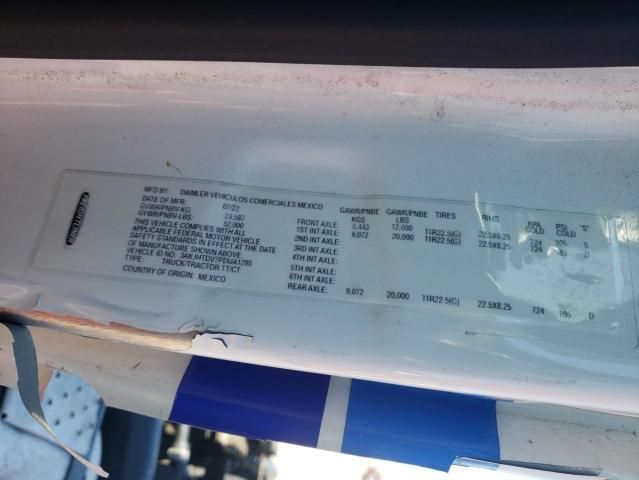 FREIGHTLINER
MFD BY: DAIMLER VEHICULOS COMERCIALES MEXICO
DATE OF MFR: 07/22
GVWR/PNBV-KG: 23,587
GVWR/PNBV-LBS: 52,000
THIS VEHICLE COMPLIES WITH ALL
APPLICABLE FEDERAL MOTOR VEHICLE
SAFETY STANDARDS IN EFFECT AT THE DATE
OF MANUFACTURE SHOWN ABOVE.
VEHICLE ID NO.: 3AKJHTDV7PDUA1295
TYPE: TRUCK/TRACTOR TT/CT
COUNTRY OF ORIGIN: MEXICO
GAWR/PNBE GAWR/PNBE TIRES RIMS KPA PSI "S"
KGS LBS COLD COLD
FRONT AXLE: 5,443 12,000 11R22.5(G) 22.5X8.25 724 105 S
1ST INT AXLE: 9,072 20,000 11R22.5(G) 22.5X8.25 724 D
2ND INT AXLE:
3RD INT AXLE:
4TH INT AXLE:
5TH INT AXLE:
6TH INT AXLE:
REAR AXLE: 9,072 20,000 11R22.5(G) 22.5X8.25 724 105 D